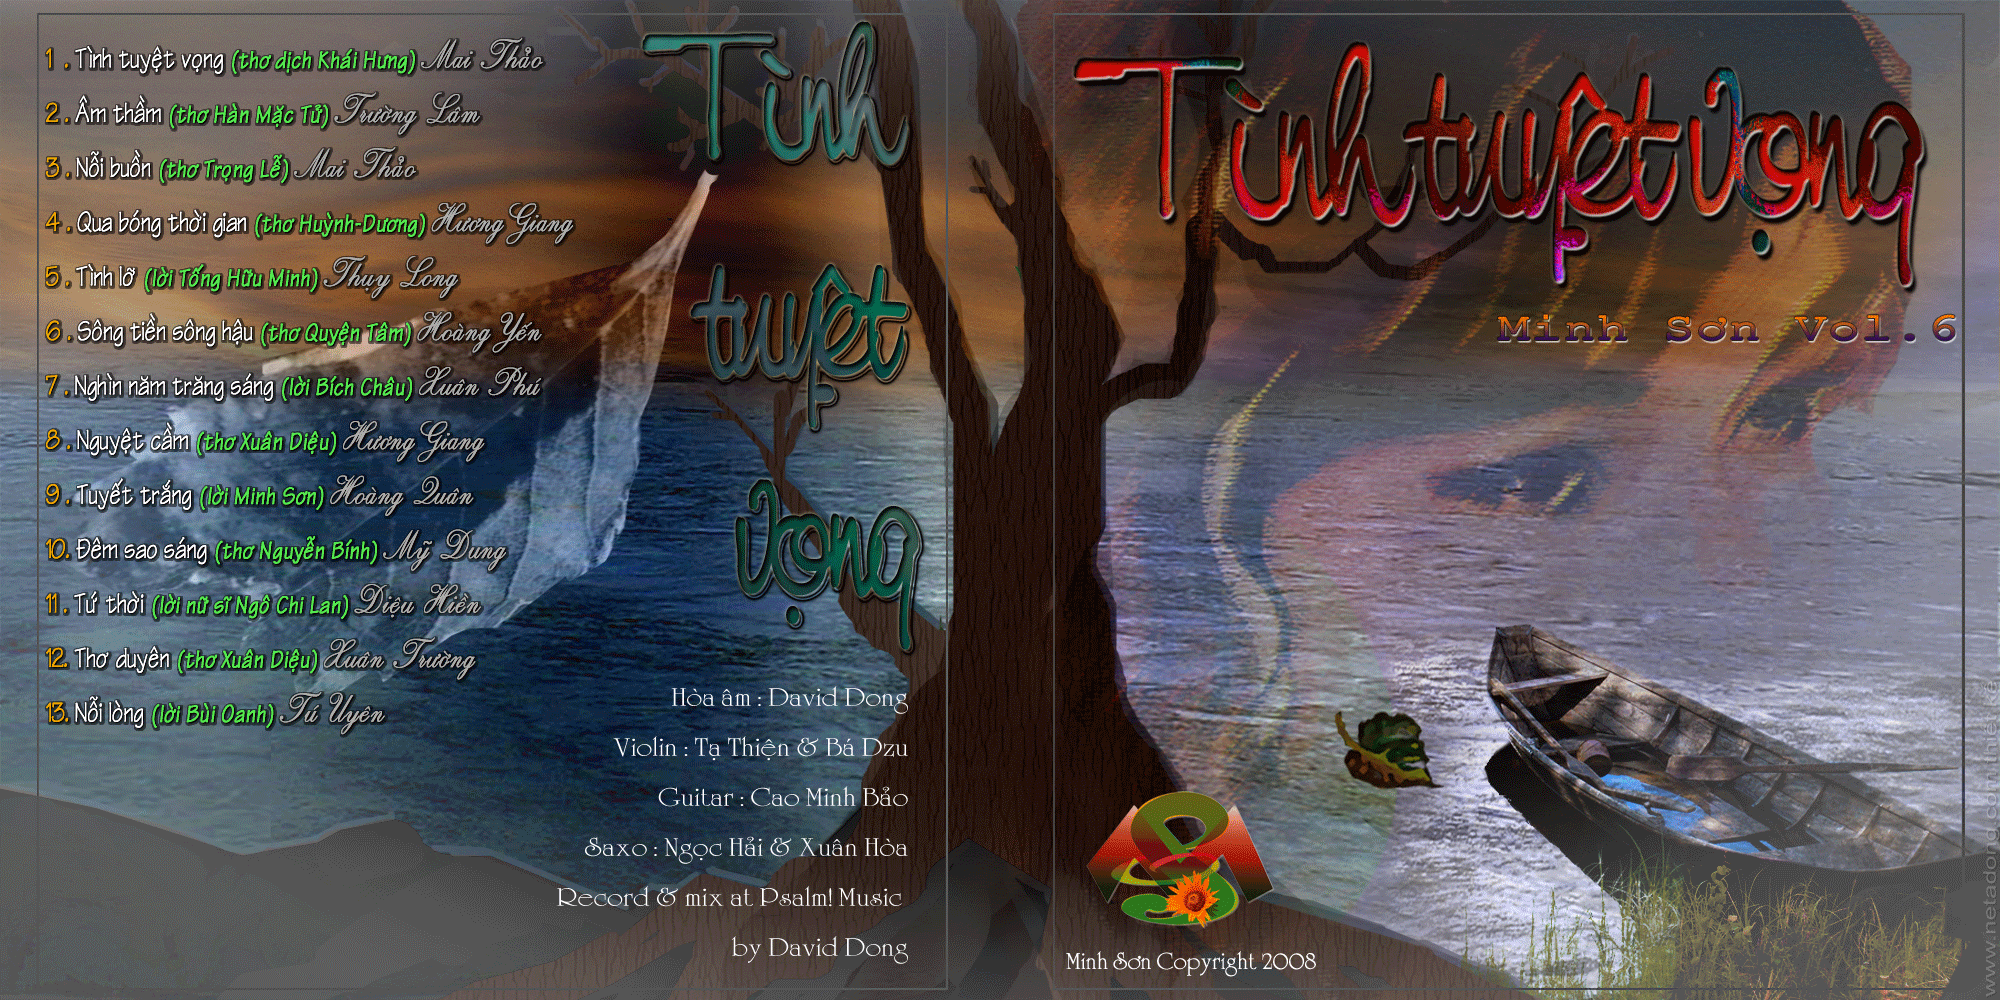 1 . Tình tuyệt vọng (thơ dịch Khái Hưng) Mai Thảo
2 . Âm thầm (thơ Hàn Mặc Tử) Trường Lâm
3 . Nỗi buồn (thơ Trọng Lễ) Mai Thảo
4 . Qua bóng thời gian (thơ Huỳnh-Dương) Hương Giang
5 . Tình lỡ (lời Tống Hữu Minh) Thụy Long
6 . Sông tiền sông hậu (thơ Quyện Tâm) Hoàng Yến
7 . Nghìn năm trăng sáng (lời Bích Châu) Xuân Phú
8 . Nguyệt cầm (thơ Xuân Diệu) Hương Giang
9 . Tuyết trắng (lời Minh Sơn) Hoàng Quân
10. Đêm sao sáng (thơ Nguyễn Bính) Mỹ Dung
11 . Tứ thời (lời nữ sĩ Ngô Chi Lan) Diệu Hiền
12. Thơ duyên (thơ Xuân Diệu) Xuân Trường
13. Nỗi lòng (lời Bùi Oanh) Tú Uyên
Tình
tuyệt
vọng
Hòa âm : David Dong
Violin : Tạ Thiện & Bá Dzu
Guitar : Cao Minh Bảo
Saxo : Ngọc Hải & Xuân Hòa
Record & mix at Psalm! Music
by David Dong
Tình tuyệt vọng
Minh Sơn Vol.6
Minh Sơn Copyright 2008
www.netadong.com